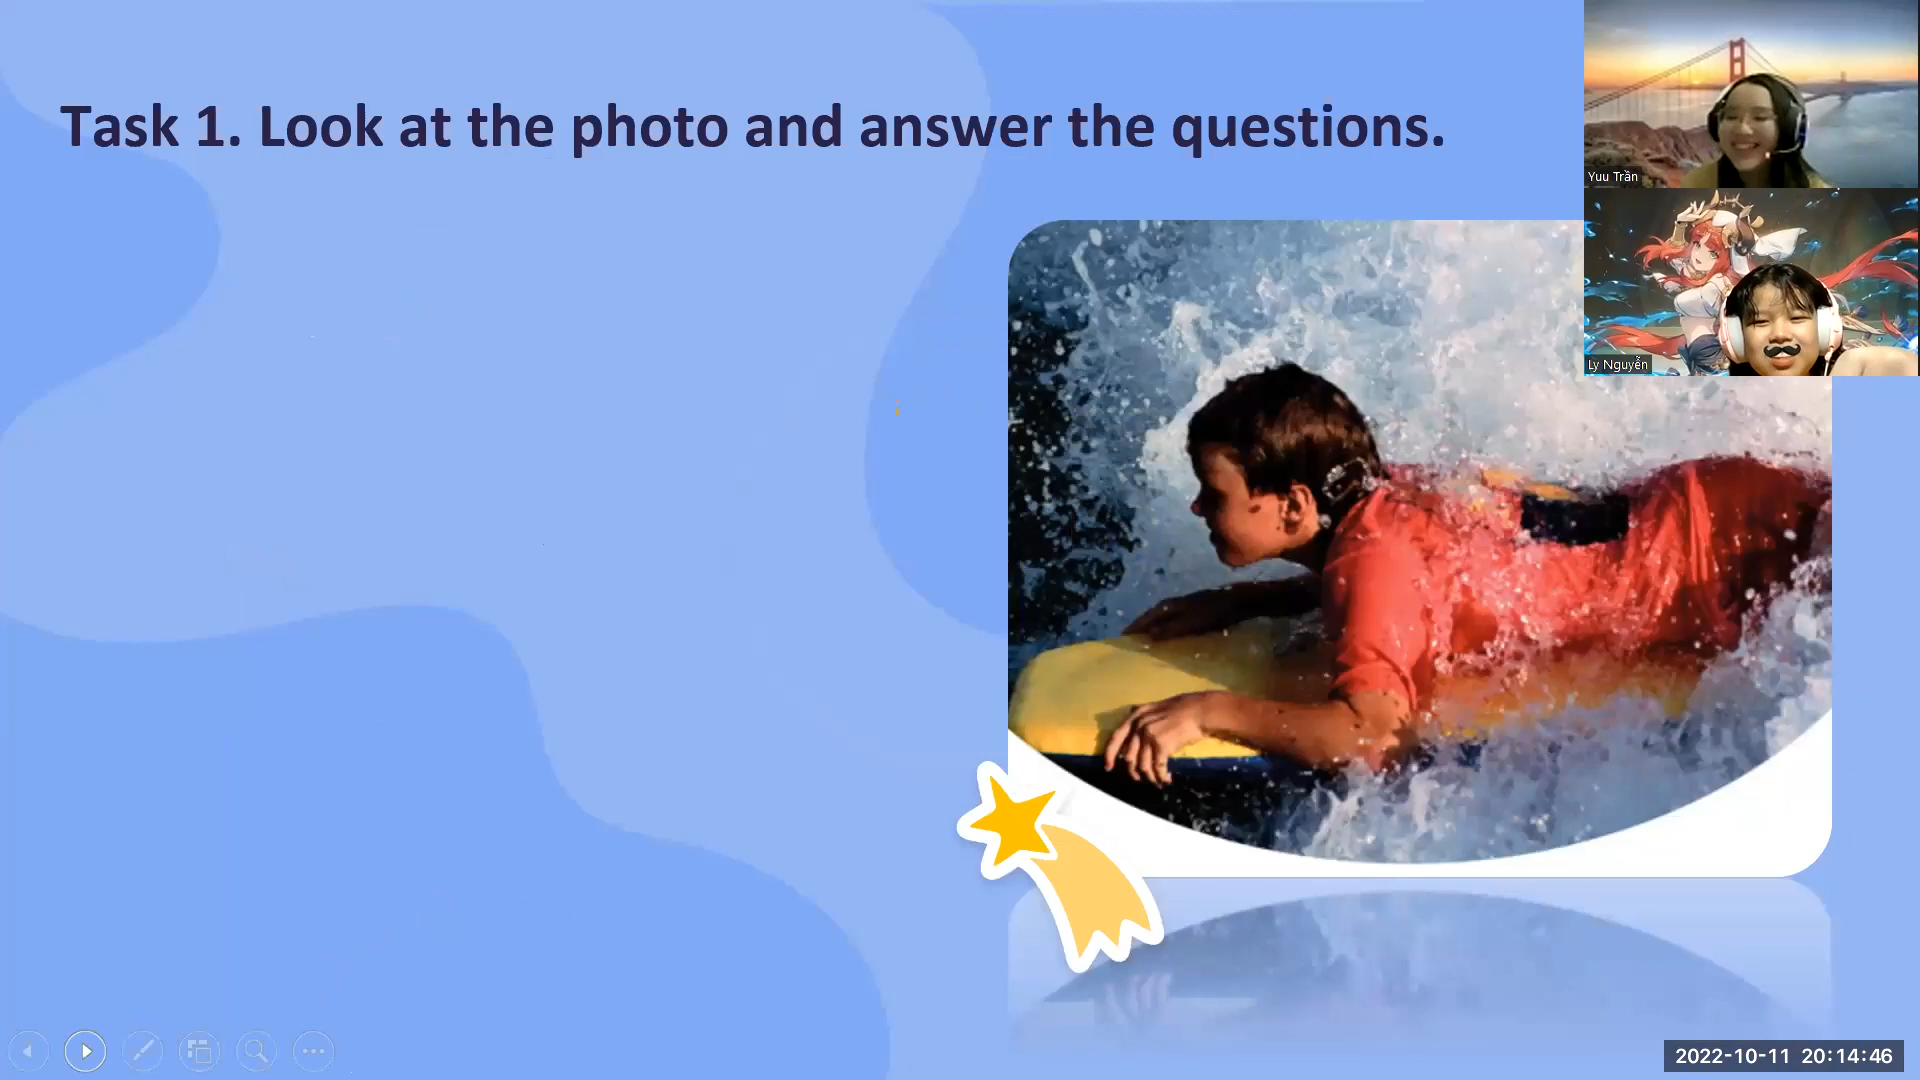 Task 1. Look at the photo and answer the questions.
Yuu Trần
Ly Nguyễn
2022-10-11 20:14:46